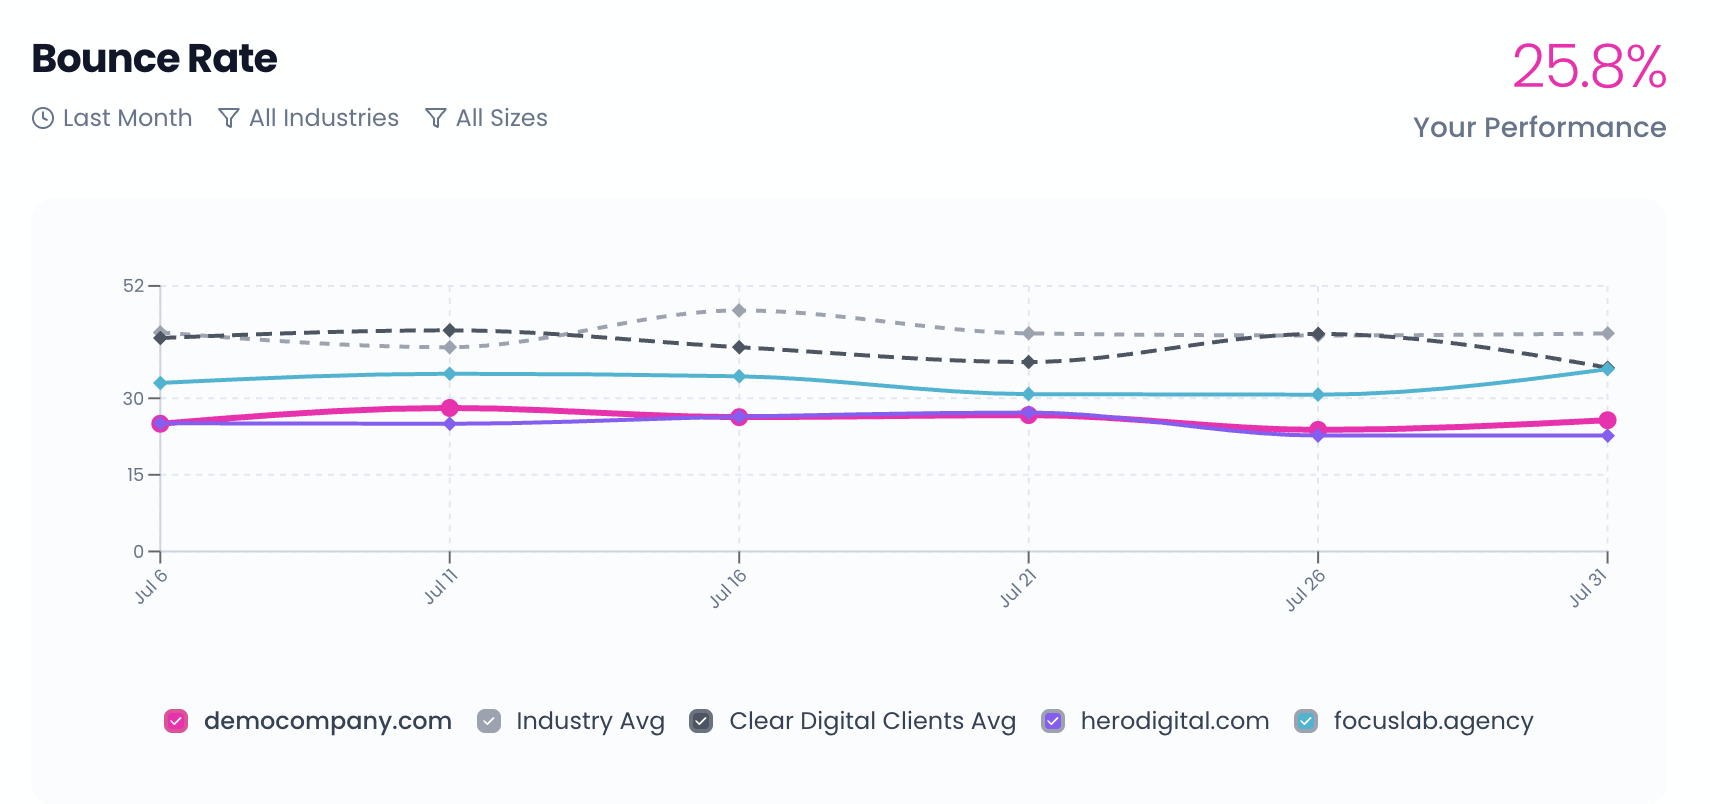 Bounce Rate
25.8%
Last Month All Industries All Sizes
Your Performance
52
30
15
0
Jul 6 Jul 11 Jul 16 Jul 21 Jul 26 Jul 31
democompany.com Industry Avg Clear Digital Clients Avg herodigital.com focuslab.agency